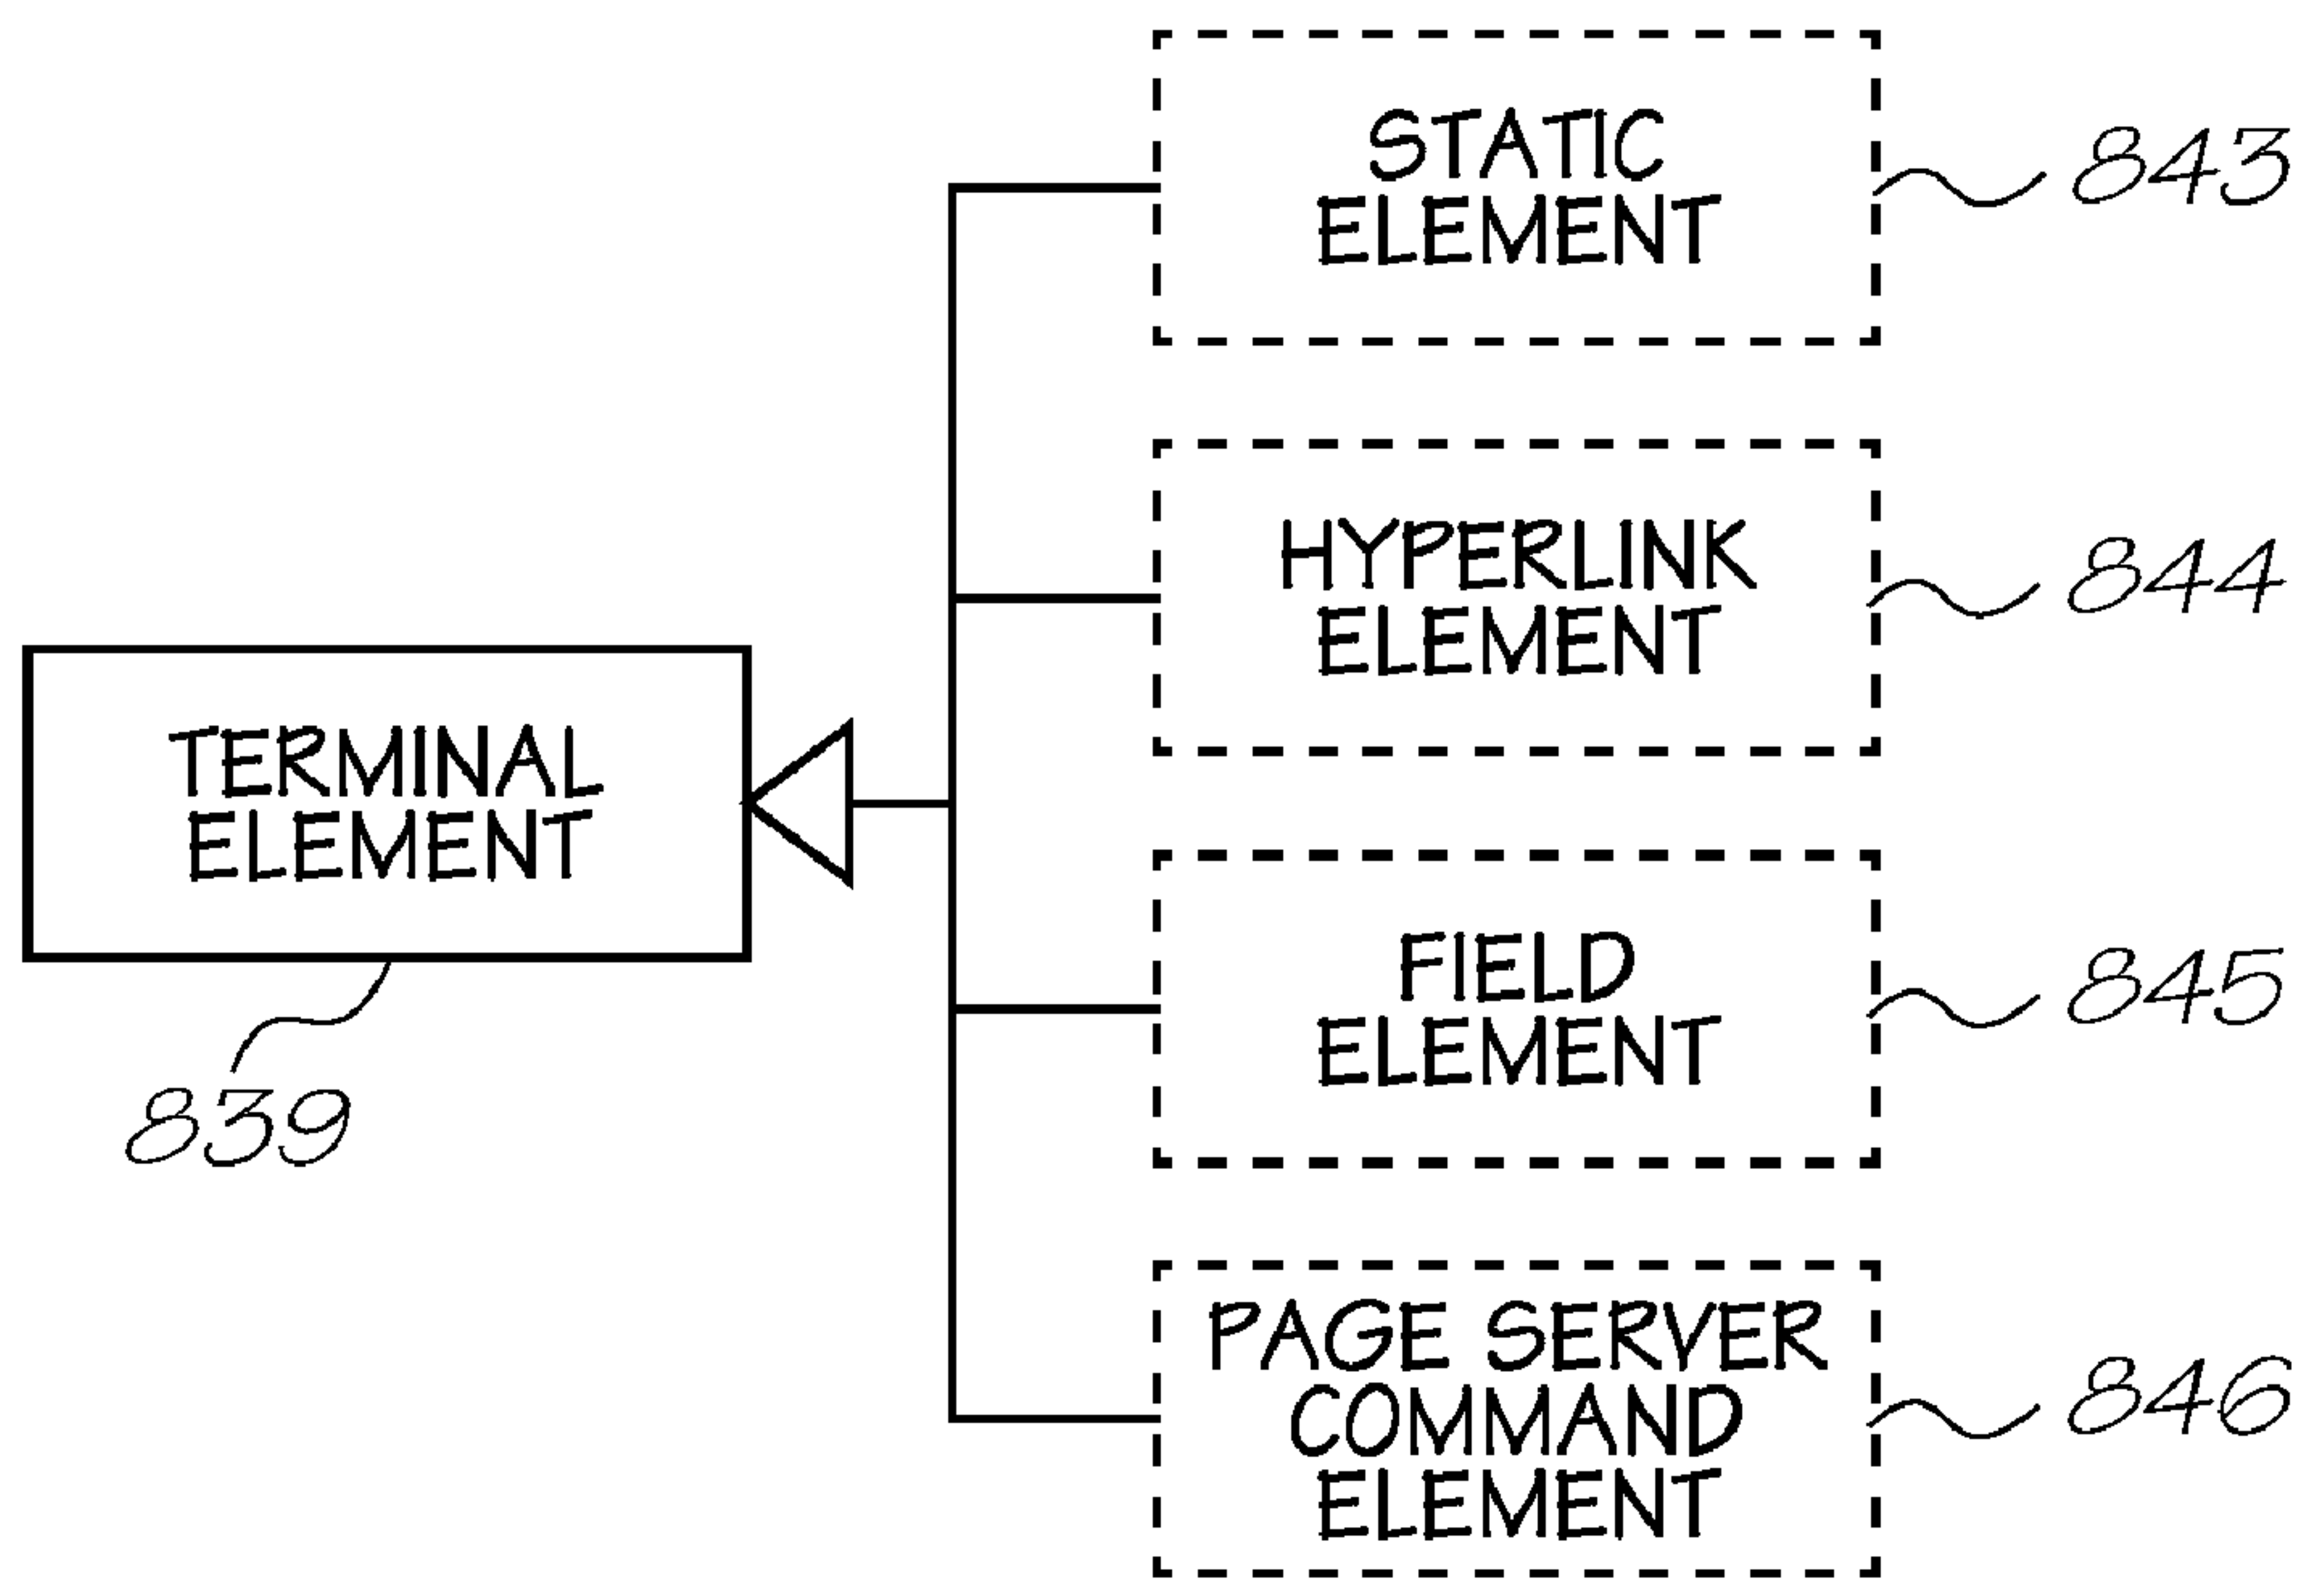 STATIC
ELEMENT
843
HYPERLINK
ELEMENT
844
TERMINAL
ELEMENT
839
FIELD
ELEMENT
845
PAGE SERVER
COMMAND
ELEMENT
846